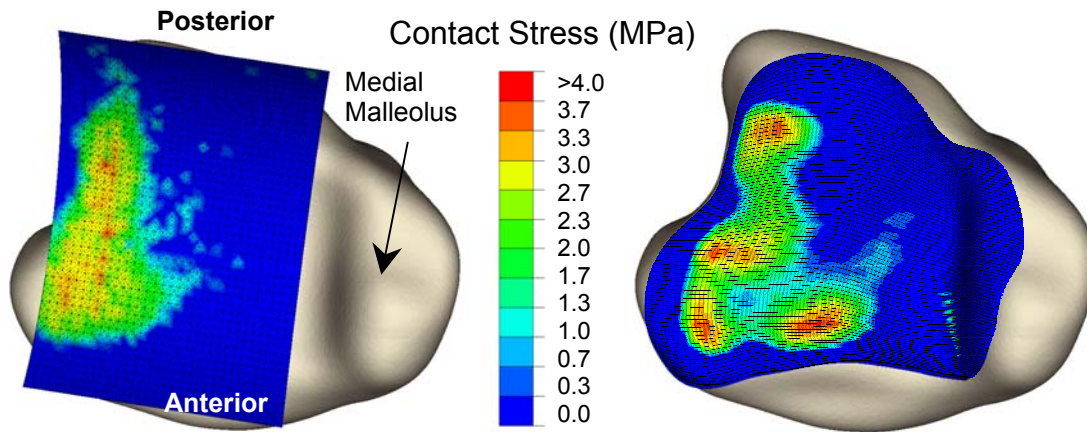 Posterior
Contact Stress (MPa)
Medial
Malleolus
>4.0
3.7
3.3
3.0
2.7
2.3
2.0
1.7
1.3
1.0
0.7
0.3
0.0
Anterior